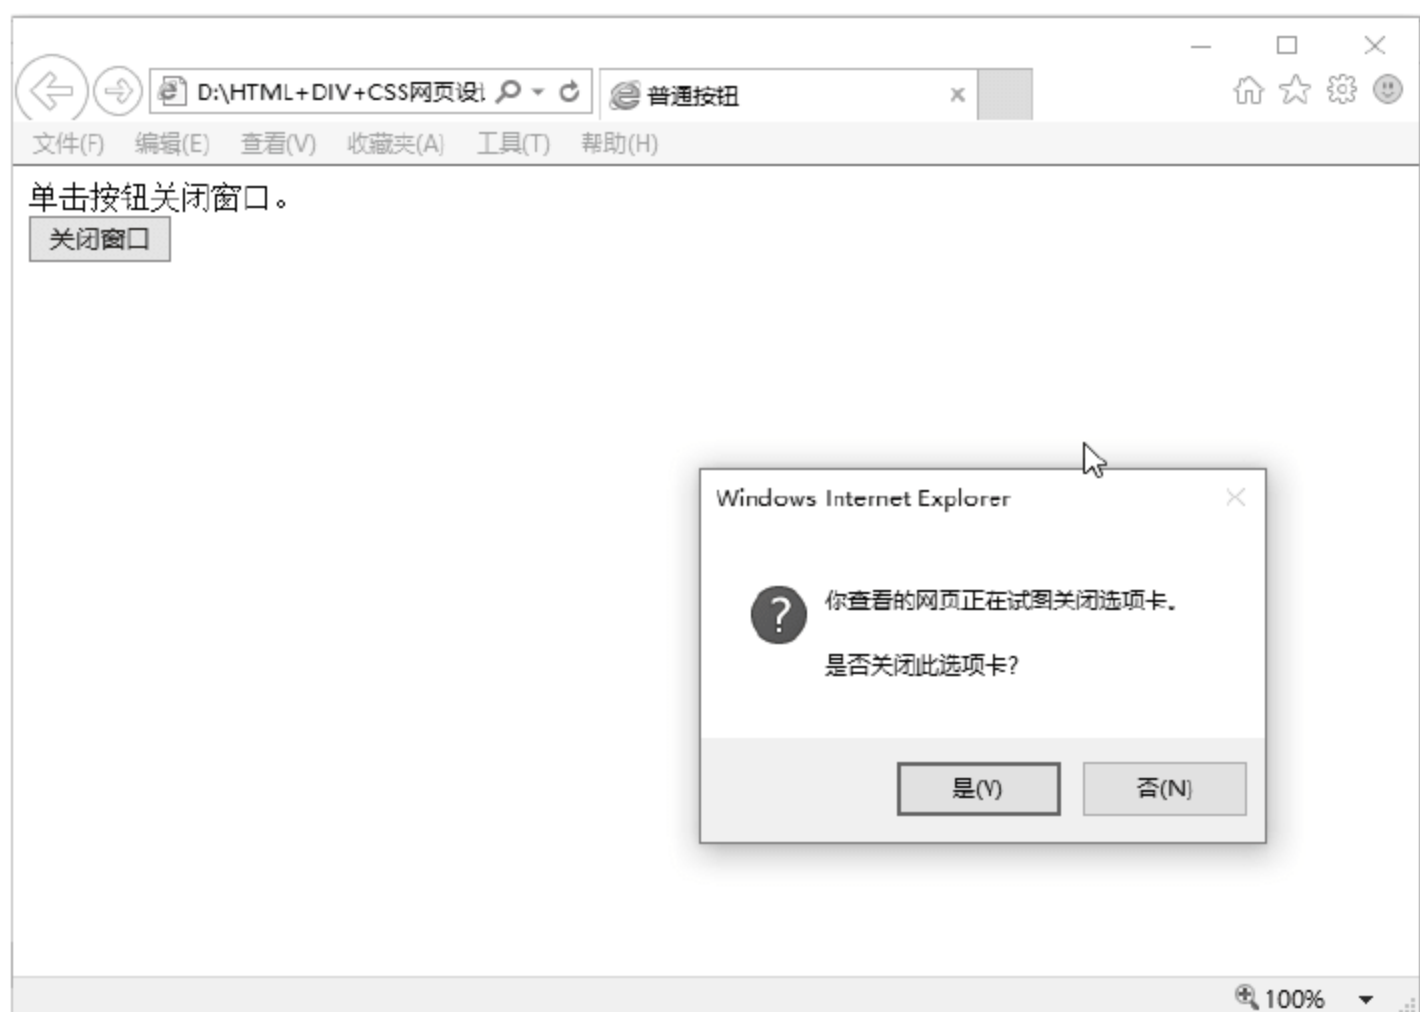 D:\HTML+DIV+CSS网页设
普通按钮
文件(F) 编辑(E) 查看(V) 收藏夹(A) 工具(T) 帮助(H)
单击按钮关闭窗口。
关闭窗口
Windows Internet Explorer
?
你查看的网页正在试图关闭选项卡。
是否关闭此选项卡?
是(Y) 否(N)
100%